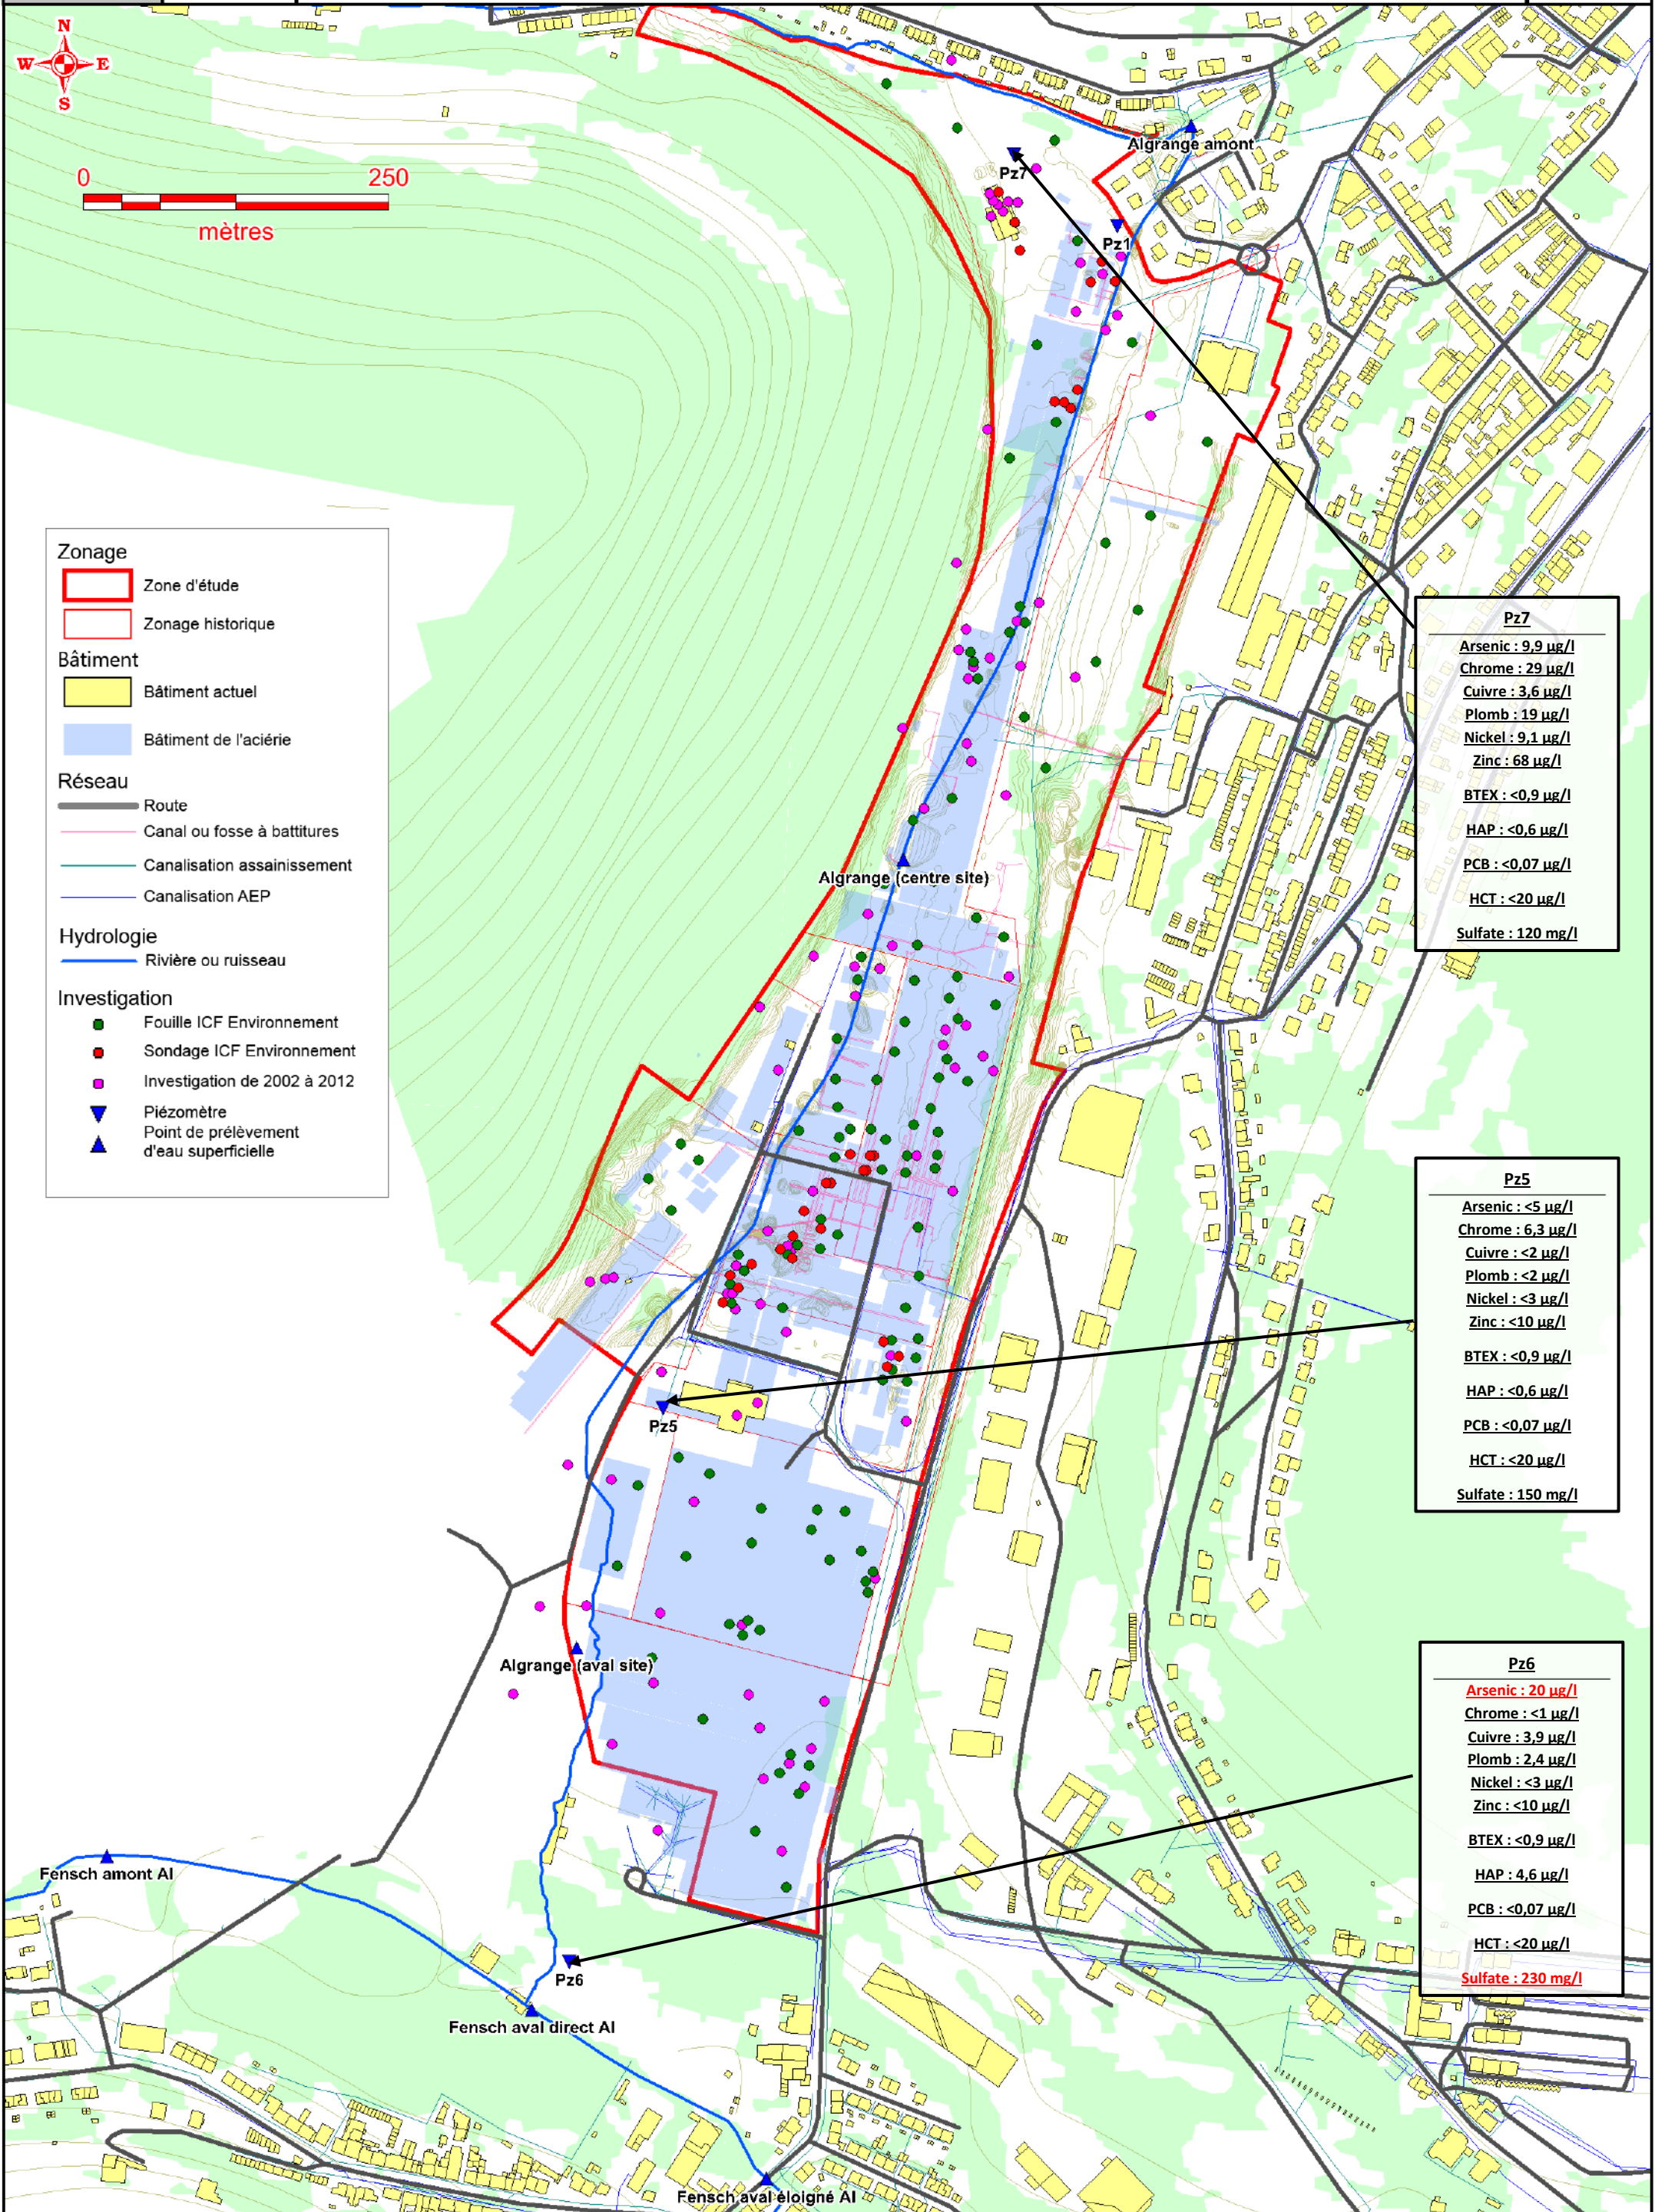 N
W E
S
0 250
mètres
Algrange amont
Pz7
Pz1
Zonage
Zone d'étude
Zonage historique
Bâtiment
Bâtiment actuel
Bâtiment de l'aciérie
Réseau
Route
Canal ou fosse à battitures
Canalisation assainissement
Canalisation AEP
Hydrologie
Rivière ou ruisseau
Investigation
Fouille ICF Environnement
Sondage ICF Environnement
Investigation de 2002 à 2012
Piézomètre
Point de prélèvement
d'eau superficielle
Pz7
Arsenic : 9,9 µg/l
Chrome : 29 µg/l
Cuivre : 3,6 µg/l
Plomb : 19 µg/l
Nickel : 9,1 µg/l
Zinc : 68 µg/l
BTEX : <0,9 µg/l
HAP : <0,6 µg/l
PCB : <0,07 µg/l
HCT : <20 µg/l
Sulfate : 120 mg/l
Algrange (centre site)
Pz5
Arsenic : <5 µg/l
Chrome : 6,3 µg/l
Cuivre : <2 µg/l
Plomb : <2 µg/l
Nickel : <3 µg/l
Zinc : <10 µg/l
BTEX : <0,9 µg/l
HAP : <0,6 µg/l
PCB : <0,07 µg/l
HCT : <20 µg/l
Sulfate : 150 mg/l
Pz5
Algrange (aval site)
Pz6
Arsenic : 20 µg/l
Chrome : <1 µg/l
Cuivre : 3,9 µg/l
Plomb : 2,4 µg/l
Nickel : <3 µg/l
Zinc : <10 µg/l
BTEX : <0,9 µg/l
HAP : 4,6 µg/l
PCB : <0,07 µg/l
HCT : <20 µg/l
Sulfate : 230 mg/l
Fensch amont Al
Pz6
Fensch aval direct Al
Fensch aval éloigné Al